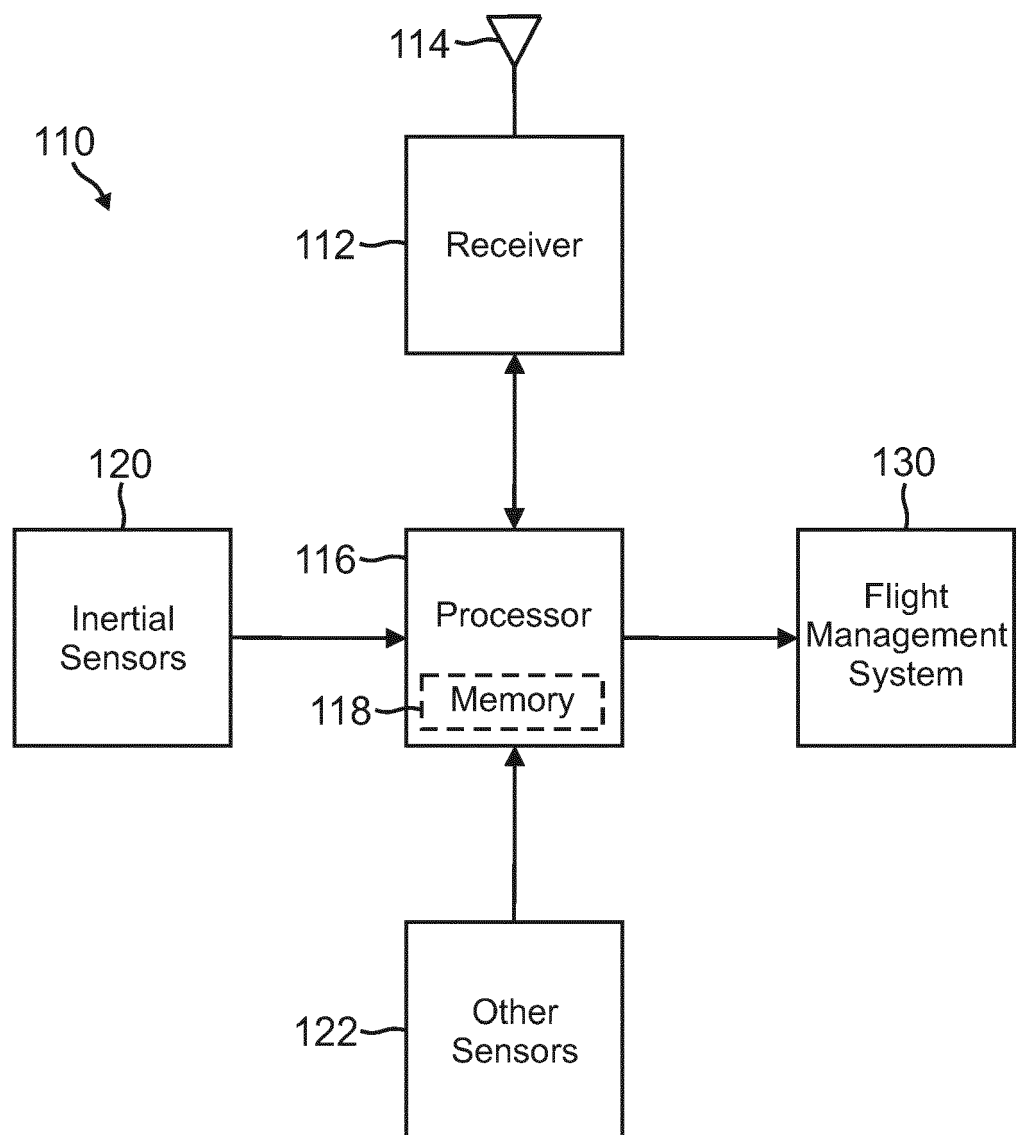 114
110
112
Receiver
120
130
116
Inertial
Sensors
Processor
Flight
Management
System
118
Memory
122
Other
Sensors